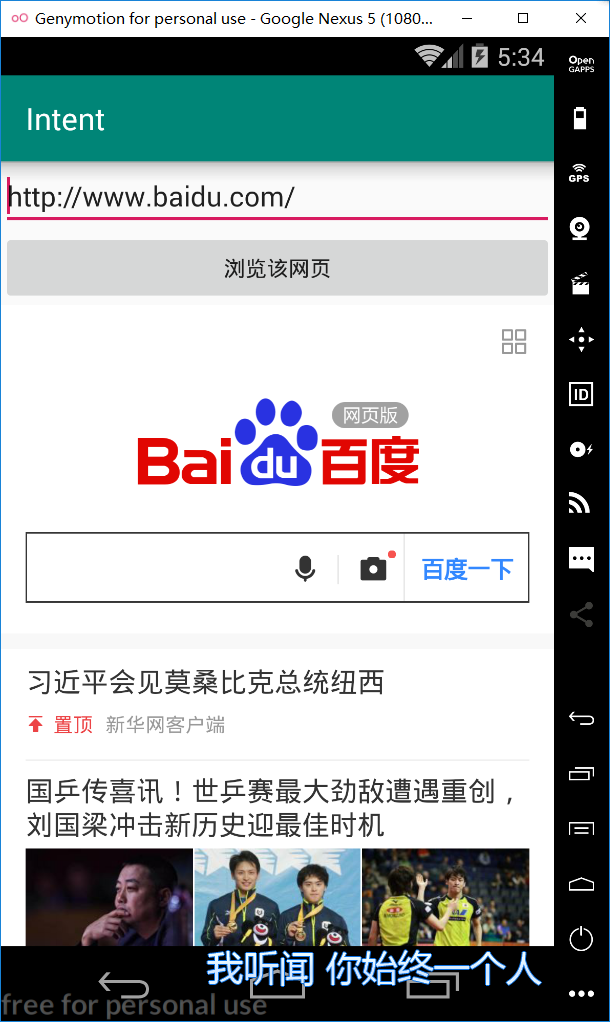 Genymotion for personal use - Google Nexus 5 (1080...
5:34
Open
GAPPS
Intent
GPS
http://www.baidu.com/
浏览该网页
网页版
Bai du 百度
ID
百度一下
习近平会见莫桑比克总统纽西
置顶 新华网客户端
国乒传喜讯！世乒赛最大劲敌遭遇重创，
刘国梁冲击新历史迎最佳时机
我听闻 你始终一个人
free for personal use